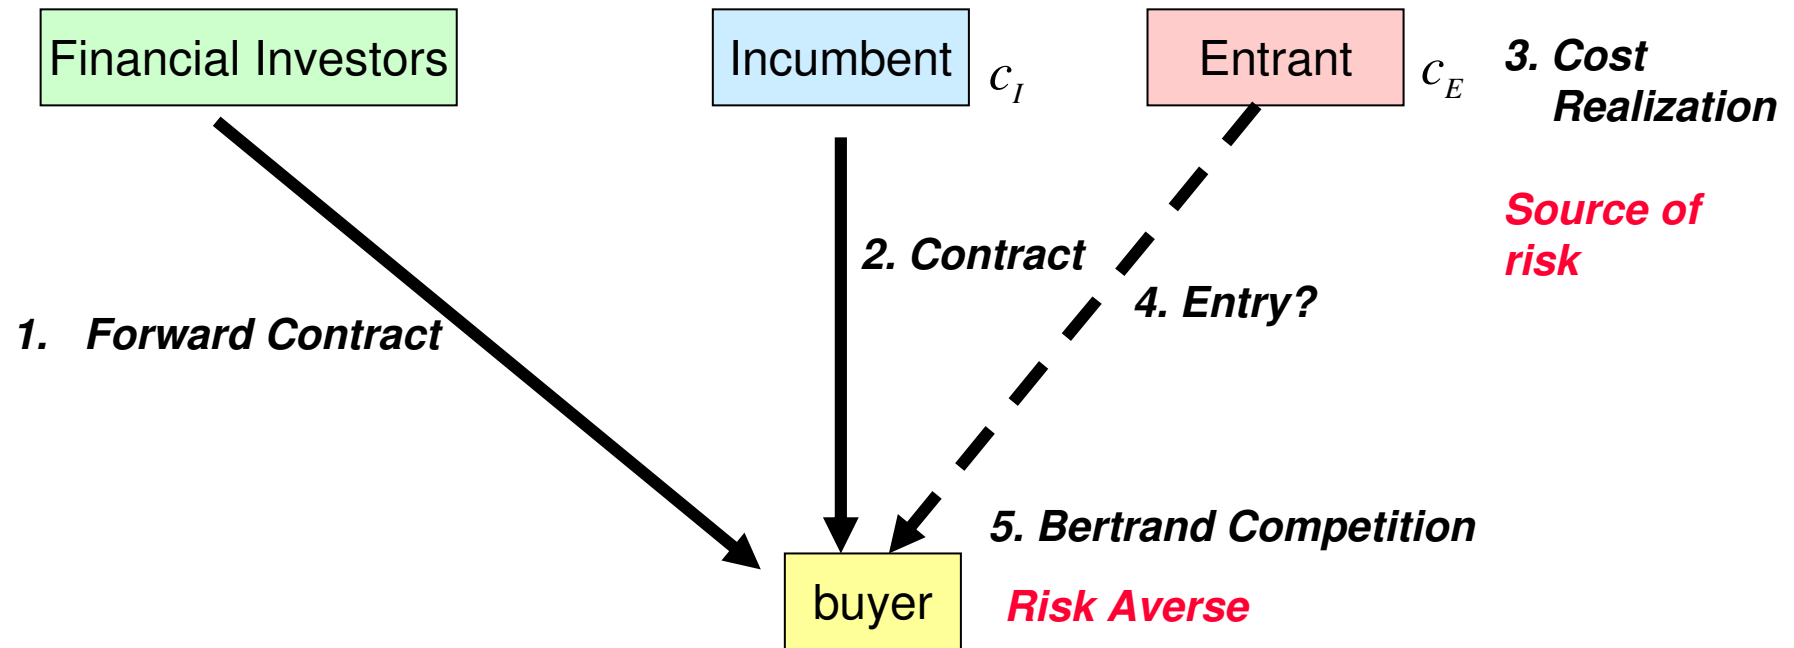 Financial Investors
Incumbent
c_I
Entrant
c_E
3. Cost
Realization
Source of
risk
2. Contract
4. Entry?
1. Forward Contract
5. Bertrand Competition
buyer
Risk Averse